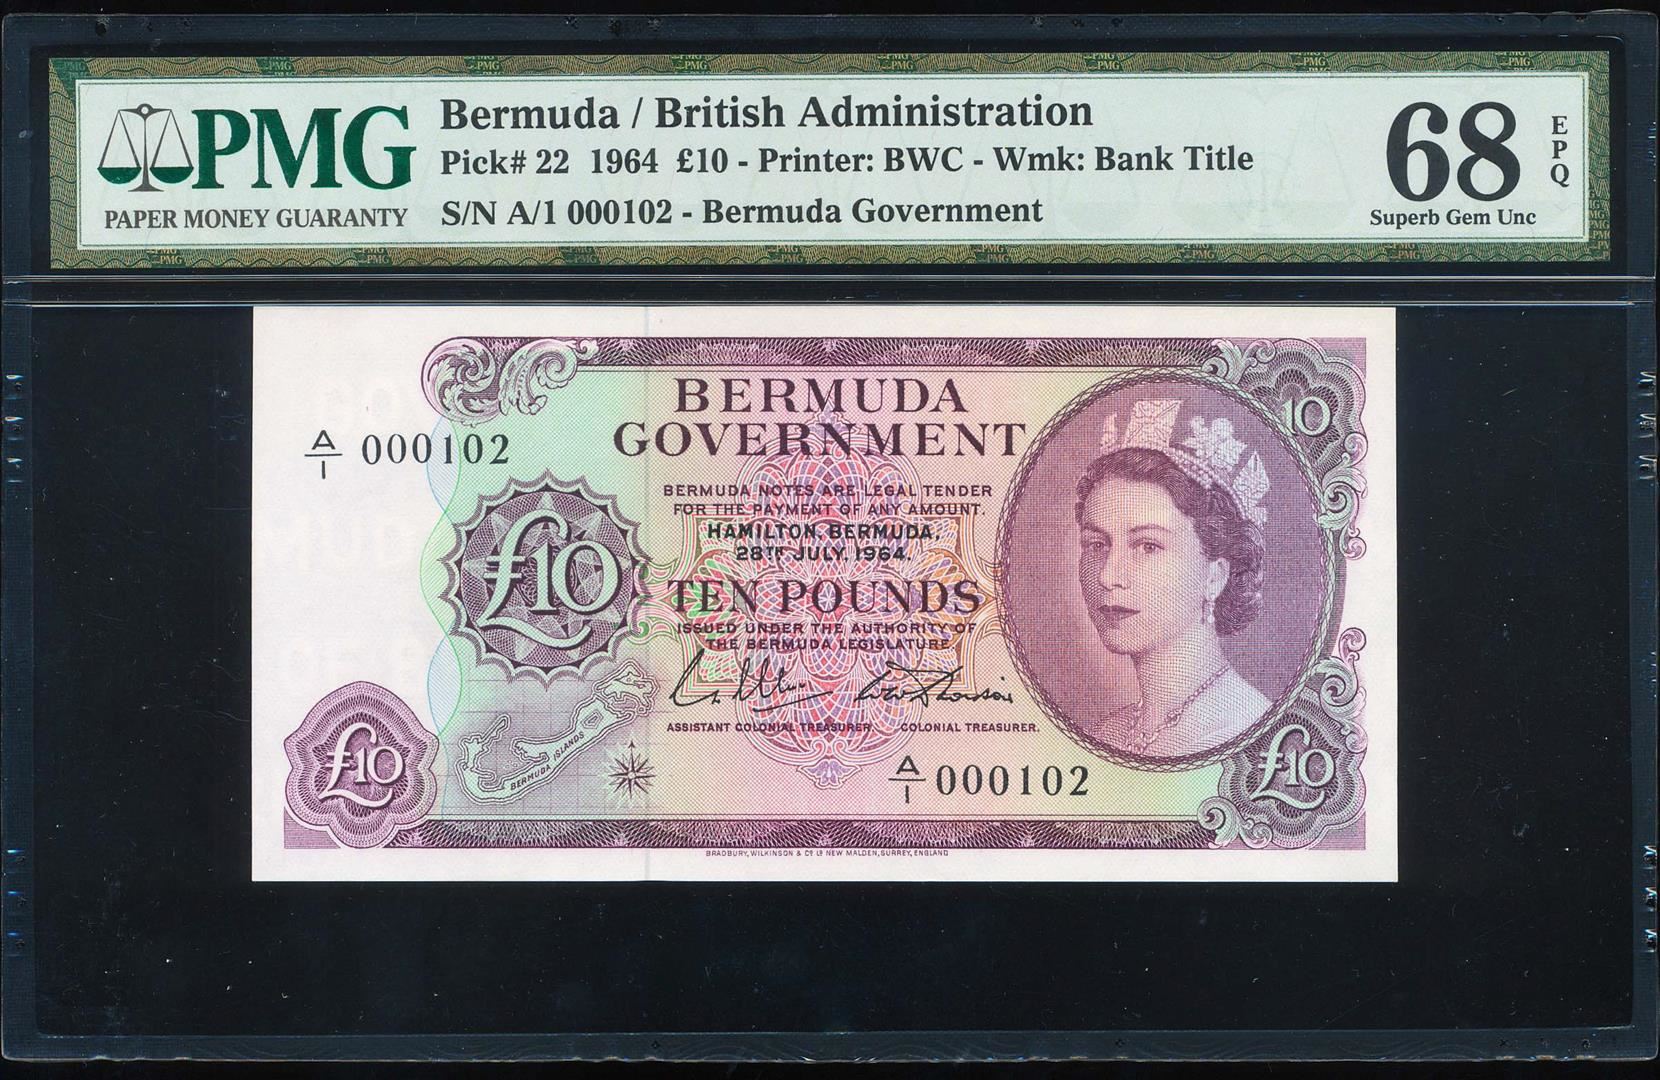 PMG
PAPER MONEY GUARANTY
Bermuda / British Administration
Pick# 22 1964 £10 - Printer: BWC - Wmk: Bank Title
S/N A/1 000102 - Bermuda Government
68
EPQ
Superb Gem Unc
A/1 000102
BERMUDA
GOVERNMENT
10
BERMUDA NOTES ARE LEGAL TENDER
FOR THE PAYMENT OF ANY AMOUNT.
HAMILTON, BERMUDA,
28TH JULY, 1964.
£10
TEN POUNDS
ISSUED UNDER THE AUTHORITY OF
THE BERMUDA LEGISLATURE.
ASSISTANT COLONIAL TREASURER. COLONIAL TREASURER.
BERMUDA ISLANDS
£10
£10
A/1 000102
BRADBURY, WILKINSON & Co. Ld. NEW MALDEN, SURREY, ENGLAND